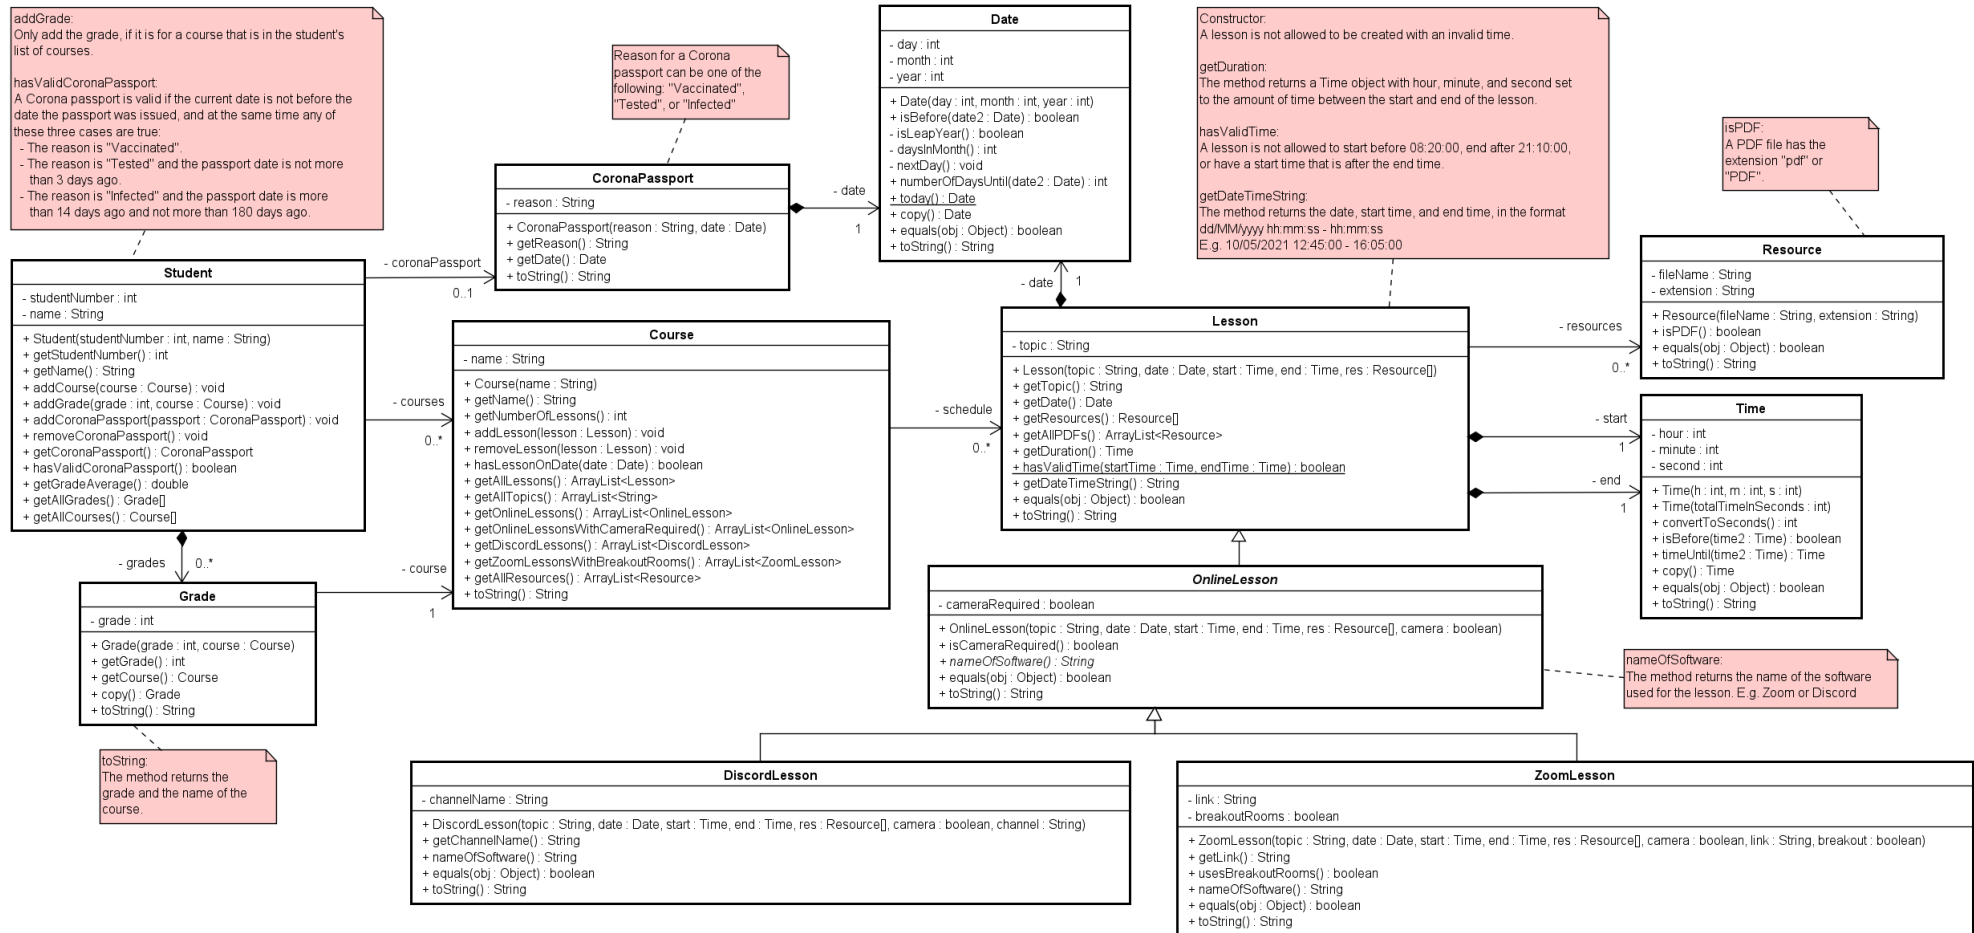 addGrade:
Only add the grade, if it is for a course that is in the student's
list of courses.
hasValidCoronaPassport:
A Corona passport is valid if the current date is not before the
date the passport was issued, and at the same time any of
these three cases are true:
- The reason is "Vaccinated".
- The reason is "Tested" and the passport date is not more
than 3 days ago.
- The reason is "Infected" and the passport date is more
than 14 days ago and not more than 180 days ago.
Reason for a Corona
passport can be one of the
following: "Vaccinated",
"Tested", or "Infected"
Date
- day : int
- month : int
- year : int
+ Date(day : int, month : int, year : int)
+ isBefore(date2 : Date) : boolean
- isLeapYear() : boolean
- daysInMonth() : int
- nextDay() : void
+ numberOfDaysUntil(date2 : Date) : int
+ today() : Date
+ copy() : Date
+ equals(obj : Object) : boolean
+ toString() : String
Constructor:
A lesson is not allowed to be created with an invalid time.
getDuration:
The method returns a Time object with hour, minute, and second set
to the amount of time between the start and end of the lesson.
hasValidTime:
A lesson is not allowed to start before 08:20:00, end after 21:10:00,
or have a start time that is after the end time.
getDateTimeString:
The method returns the date, start time, and end time, in the format
dd/MM/yyyy hh:mm:ss - hh:mm:ss
E.g. 10/05/2021 12:45:00 - 16:05:00
isPDF:
A PDF file has the
extension "pdf" or
"PDF".
CoronaPassport
- reason : String
+ CoronaPassport(reason : String, date : Date)
+ getReason() : String
+ getDate() : Date
+ toString() : String
- date
1
- coronaPassport
0..1
- date
1
Student
- studentNumber : int
- name : String
+ Student(studentNumber : int, name : String)
+ getStudentNumber() : int
+ getName() : String
+ addCourse(course : Course) : void
+ addGrade(grade : int, course : Course) : void
+ addCoronaPassport(passport : CoronaPassport) : void
+ removeCoronaPassport() : void
+ getCoronaPassport() : CoronaPassport
+ hasValidCoronaPassport() : boolean
+ getGradeAverage() : double
+ getAllGrades() : Grade[]
+ getAllCourses() : Course[]
- courses
0..*
- grades
0..*
- course
1
Course
- name : String
+ Course(name : String)
+ getName() : String
+ getNumberOfLessons() : int
+ addLesson(lesson : Lesson) : void
+ removeLesson(lesson : Lesson) : void
+ hasLessonOnDate(date : Date) : boolean
+ getAllLessons() : ArrayList<Lesson>
+ getAllTopics() : ArrayList<String>
+ getOnlineLessons() : ArrayList<OnlineLesson>
+ getOnlineLessonsWithCameraRequired() : ArrayList<OnlineLesson>
+ getDiscordLessons() : ArrayList<DiscordLesson>
+ getZoomLessonsWithBreakoutRooms() : ArrayList<ZoomLesson>
+ getAllResources() : ArrayList<Resource>
+ toString() : String
- schedule
0..*
Lesson
- topic : String
+ Lesson(topic : String, date : Date, start : Time, end : Time, res : Resource[])
+ getTopic() : String
+ getDate() : Date
+ getResources() : Resource[]
+ getAllPDFs() : ArrayList<Resource>
+ getDuration() : Time
+ hasValidTime(startTime : Time, endTime : Time) : boolean
+ getDateTimeString() : String
+ equals(obj : Object) : boolean
+ toString() : String
- resources
0..*
Resource
- fileName : String
- extension : String
+ Resource(fileName : String, extension : String)
+ isPDF() : boolean
+ equals(obj : Object) : boolean
+ toString() : String
- start
1
- end
1
Time
- hour : int
- minute : int
- second : int
+ Time(h : int, m : int, s : int)
+ Time(totalTimeInSeconds : int)
+ convertToSeconds() : int
+ isBefore(time2 : Time) : boolean
+ timeUntil(time2 : Time) : Time
+ copy() : Time
+ equals(obj : Object) : boolean
+ toString() : String
Grade
- grade : int
+ Grade(grade : int, course : Course)
+ getGrade() : int
+ getCourse() : Course
+ copy() : Grade
+ toString() : String
toString:
The method returns the
grade and the name of the
course.
OnlineLesson
- cameraRequired : boolean
+ OnlineLesson(topic : String, date : Date, start : Time, end : Time, res : Resource[], camera : boolean)
+ isCameraRequired() : boolean
+ nameOfSoftware() : String
+ equals(obj : Object) : boolean
+ toString() : String
nameOfSoftware:
The method returns the name of the software
used for the lesson. E.g. Zoom or Discord
DiscordLesson
- channelName : String
+ DiscordLesson(topic : String, date : Date, start : Time, end : Time, res : Resource[], camera : boolean, channel : String)
+ getChannelName() : String
+ nameOfSoftware() : String
+ equals(obj : Object) : boolean
+ toString() : String
ZoomLesson
- link : String
- breakoutRooms : boolean
+ ZoomLesson(topic : String, date : Date, start : Time, end : Time, res : Resource[], camera : boolean, link : String, breakout : boolean)
+ getLink() : String
+ usesBreakoutRooms() : boolean
+ nameOfSoftware() : String
+ equals(obj : Object) : boolean
+ toString() : String